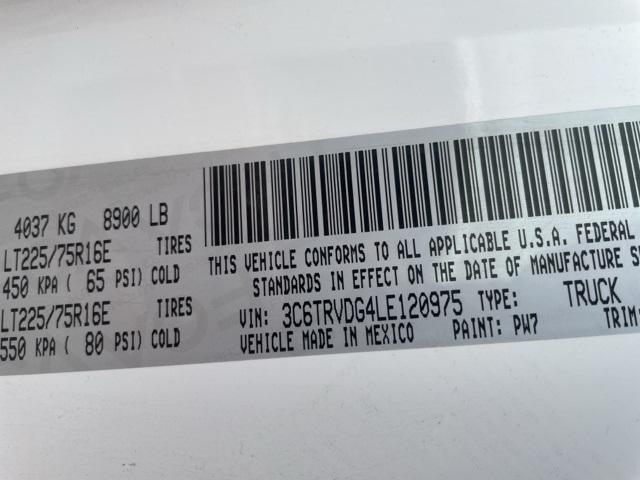 4037 KG 8900 LB
LT225/75R16E TIRES
450 KPA ( 65 PSI) COLD
LT225/75R16E TIRES
550 KPA ( 80 PSI) COLD
THIS VEHICLE CONFORMS TO ALL APPLICABLE U.S.A. FEDERAL
STANDARDS IN EFFECT ON THE DATE OF MANUFACTURE
VIN: 3C6TRVDG4LE120975 TYPE: TRUCK
VEHICLE MADE IN MEXICO PAINT: PW7 TRIM: